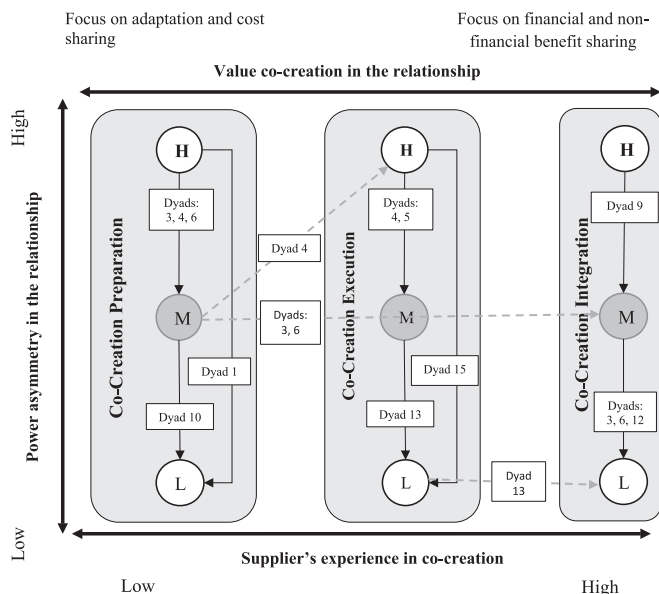 Focus on adaptation and cost
sharing
Focus on financial and non-
financial benefit sharing
Value co-creation in the relationship
High
Power asymmetry in the relationship
Low
Co-Creation Preparation
H
Dyads:
3, 4, 6
M
Dyad 1
Dyad 10
L
Dyad 4
Dyads:
3, 6
Co-Creation Execution
H
Dyads:
4, 5
M
Dyad 15
Dyad 13
L
Dyad
13
Co-Creation Integration
H
Dyad 9
M
Dyads:
3, 6, 12
L
Supplier's experience in co-creation
Low
High